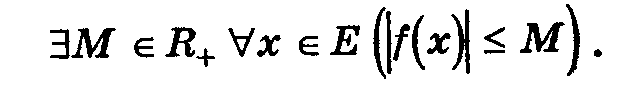 ∃M ∈ R₊ ∀x ∈ E (|f(x)| ≤ M).